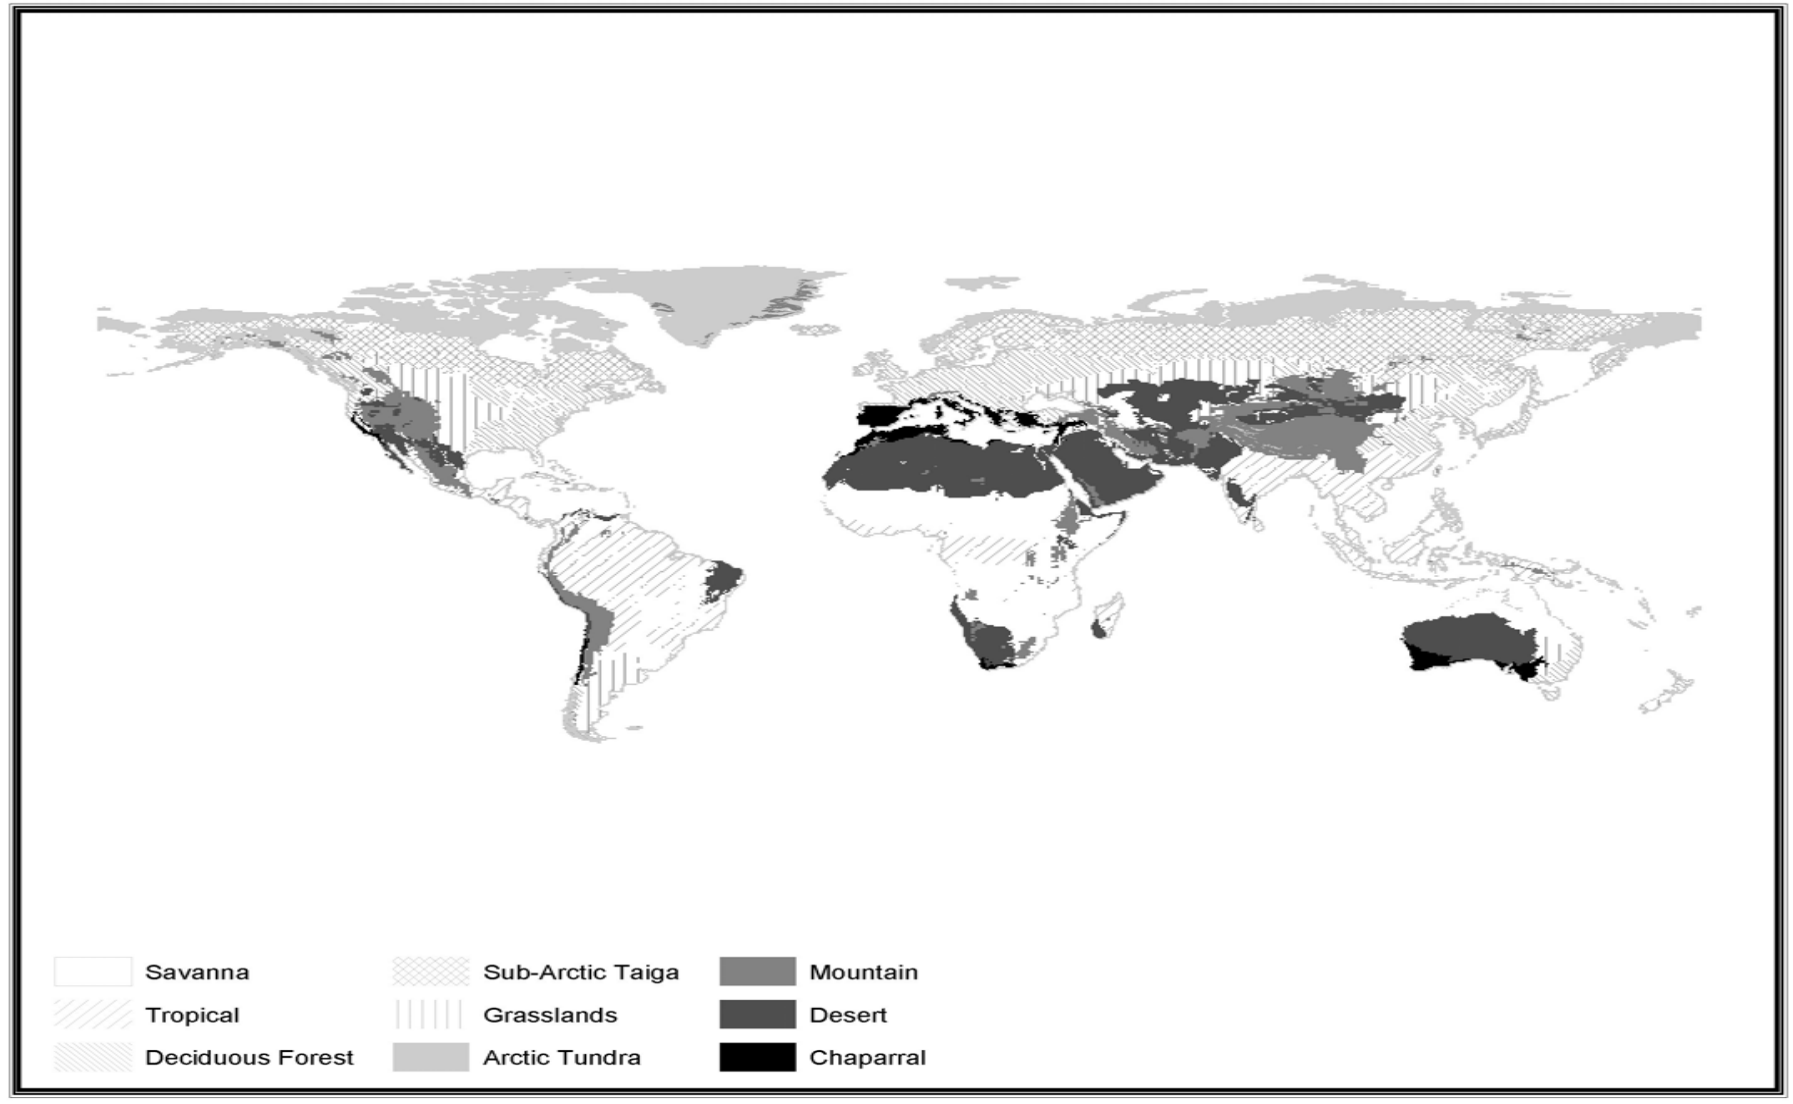 Savanna
Tropical
Deciduous Forest
Sub-Arctic Taiga
Grasslands
Arctic Tundra
Mountain
Desert
Chaparral